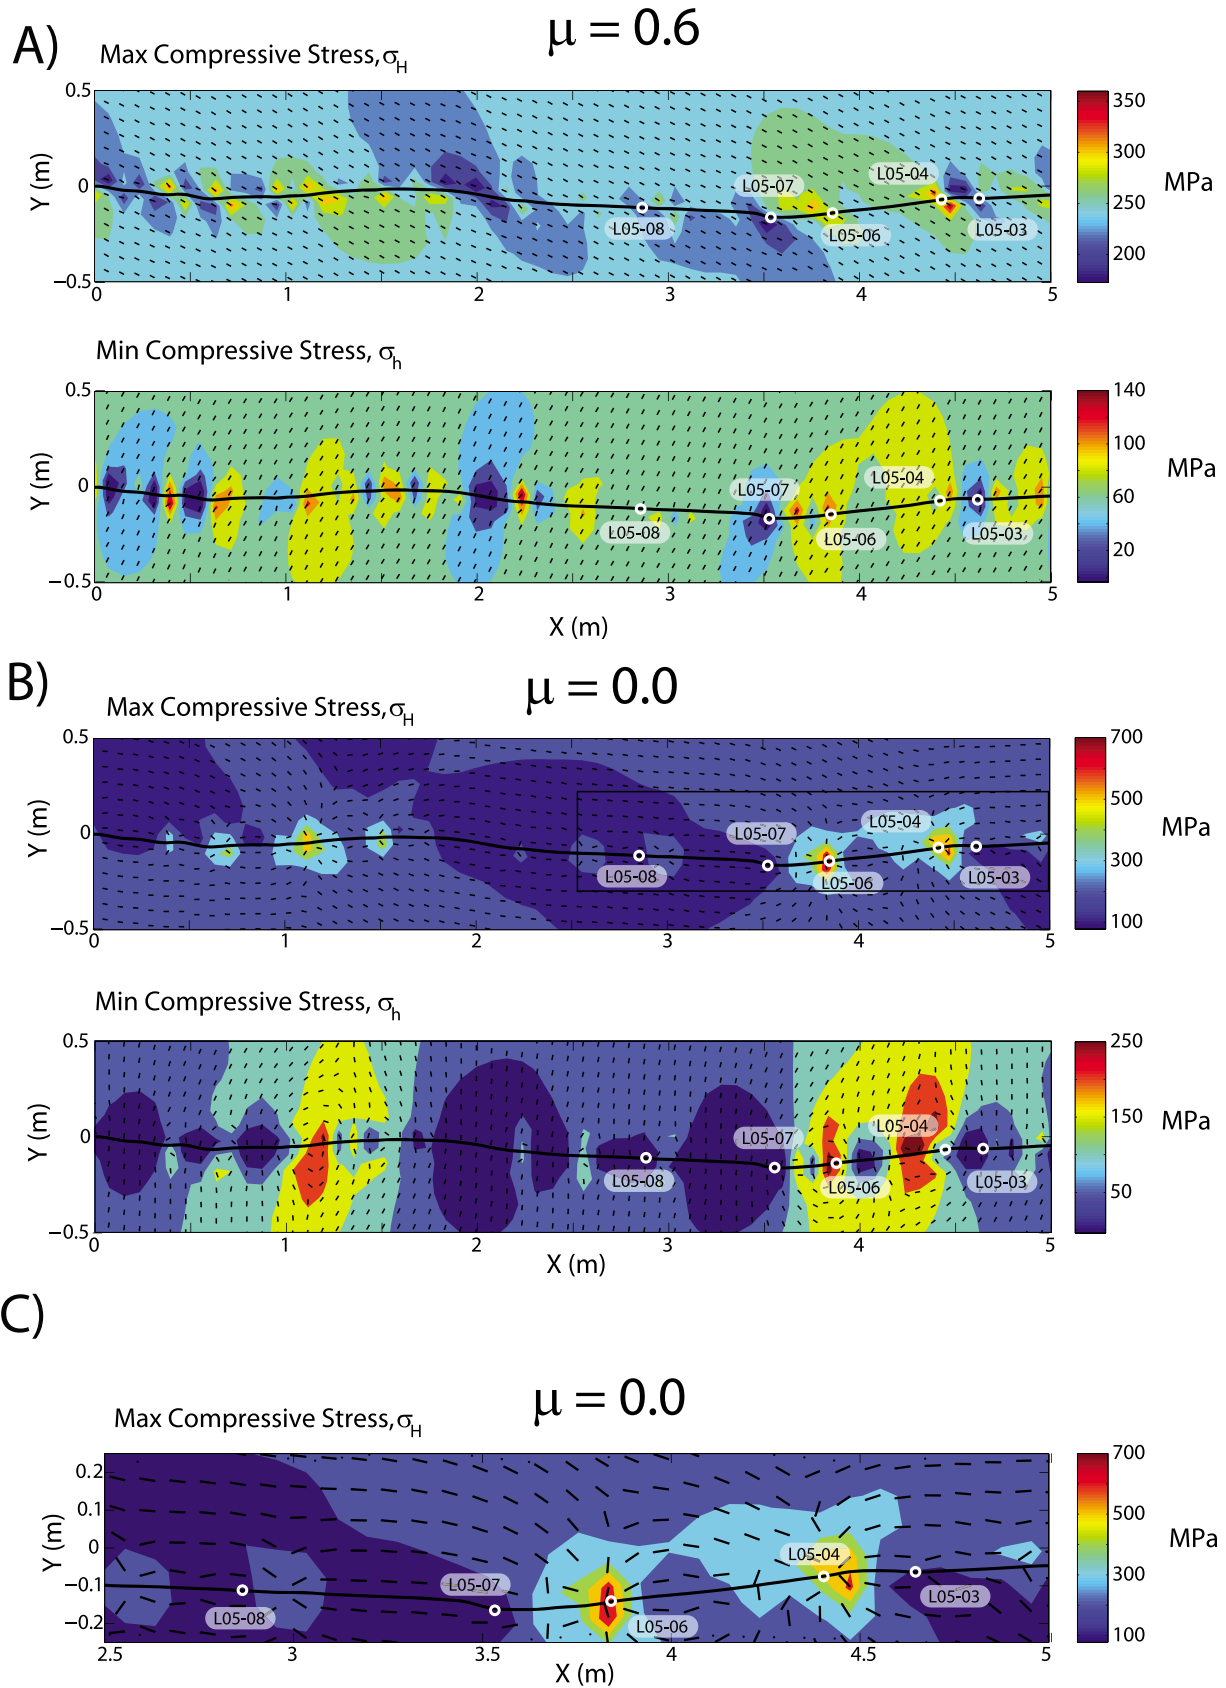 A)
μ = 0.6
Max Compressive Stress, σH
0.5
0
−0.5
Y (m)
0 1 2 3 4 5
L05-08
L05-07
L05-06
L05-04
L05-03
350
300
250
200
MPa
Min Compressive Stress, σh
0.5
0
−0.5
Y (m)
0 1 2 3 4 5
X (m)
L05-08
L05-07
L05-06
L05-04
L05-03
140
100
60
20
MPa
B)
μ = 0.0
Max Compressive Stress, σH
0.5
0
−0.5
Y (m)
0 1 2 3 4 5
L05-08
L05-07
L05-06
L05-04
L05-03
700
500
300
100
MPa
Min Compressive Stress, σh
0.5
0
−0.5
Y (m)
0 1 2 3 4 5
X (m)
L05-08
L05-07
L05-06
L05-04
L05-03
250
150
50
MPa
C)
μ = 0.0
Max Compressive Stress, σH
0.2
0.1
0
−0.1
−0.2
Y (m)
2.5 3 3.5 4 4.5 5
X (m)
L05-08
L05-07
L05-06
L05-04
L05-03
700
500
300
100
MPa